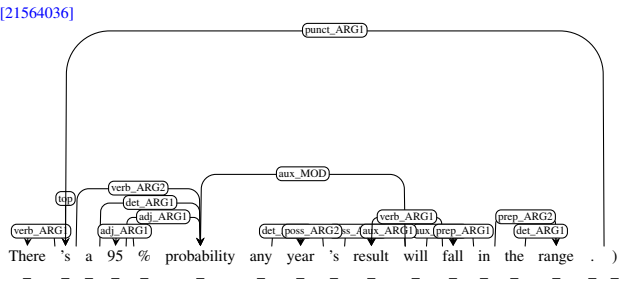 [21564036]
punct_ARG1
aux_MOD
verb_ARG2
top
det_ARG1
adj_ARG1
verb_ARG1
verb_ARG1 adj_ARG1 poss_ARG2 aux_ARG1 prep_ARG1 det_ARG1
prep_ARG2
There 's a 95 % probability any year 's result will fall in the range . )
_ _ _ _ _ _ _ _ _ _ _ _ _ _ _ _ _